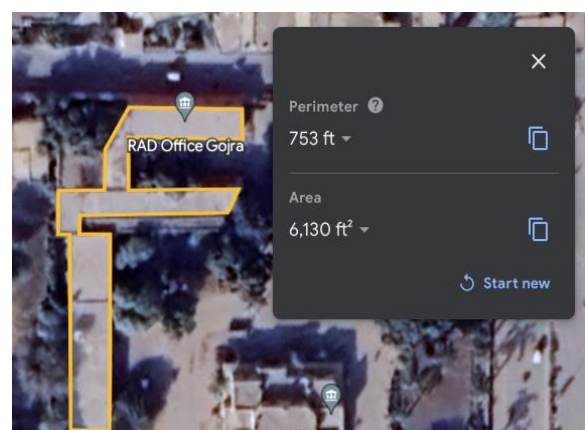 RAD Office Gojra
Perimeter
753 ft
Area
6,130 ft²
Start new